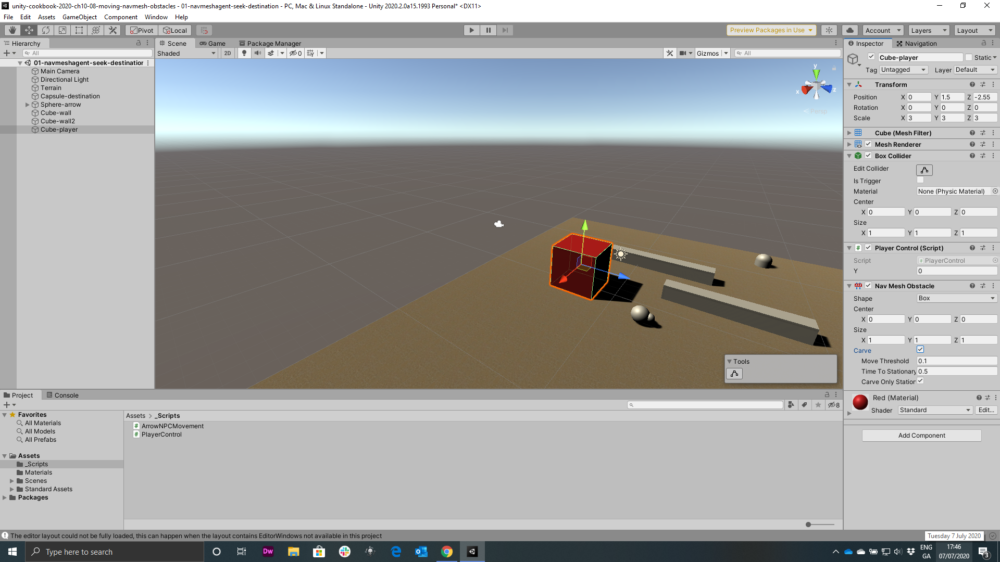 unity-cookbook-2020-ch10-08-moving-navmesh-obstacles - 01-navmeshagent-seek-destination - PC, Mac & Linux Standalone - Unity 2020.2.0a15.1993 Personal* <DX11>
File Edit Assets GameObject Component Window Help
Pivot Local Preview Packages in Use Account Layers Layout
Hierarchy
All
01-navmeshagent-seek-destination
Main Camera
Directional Light
Terrain
Capsule-destination
Sphere-arrow
Cube-wall
Cube-wall2
Cube-player
Scene Game Package Manager
Shaded 2D 0 Gizmos All
y
x z
Persp
Tools
Inspector Navigation
Cube-player Static
Tag Untagged Layer Default
Transform
Position X 0 Y 1.5 Z -2.55
Rotation X 0 Y 0 Z 0
Scale X 3 Y 3 Z 3
Cube (Mesh Filter)
Mesh Renderer
Box Collider
Edit Collider
Is Trigger
Material None (Physic Material)
Center
X 0 Y 0 Z 0
Size
X 1 Y 1 Z 1
# Player Control (Script)
Script # PlayerControl
Y 0
Nav Mesh Obstacle
Shape Box
Center
X 0 Y 0 Z 0
Size
X 1 Y 1 Z 1
Carve
Move Threshold 0.1
Time To Stationary 0.5
Carve Only Station
Red (Material)
Shader Standard Edit...
Add Component
Project Console
8
Favorites
All Materials
All Models
All Prefabs
Assets
_Scripts
Materials
Scenes
Standard Assets
Packages
Assets > _Scripts
# ArrowNPCMovement
# PlayerControl
The editor layout could not be fully loaded, this can happen when the layout contains EditorWindows not available in this project
Tuesday 7 July 2020
Type here to search
Dw
ENG
GA
17:46
07/07/2020
3